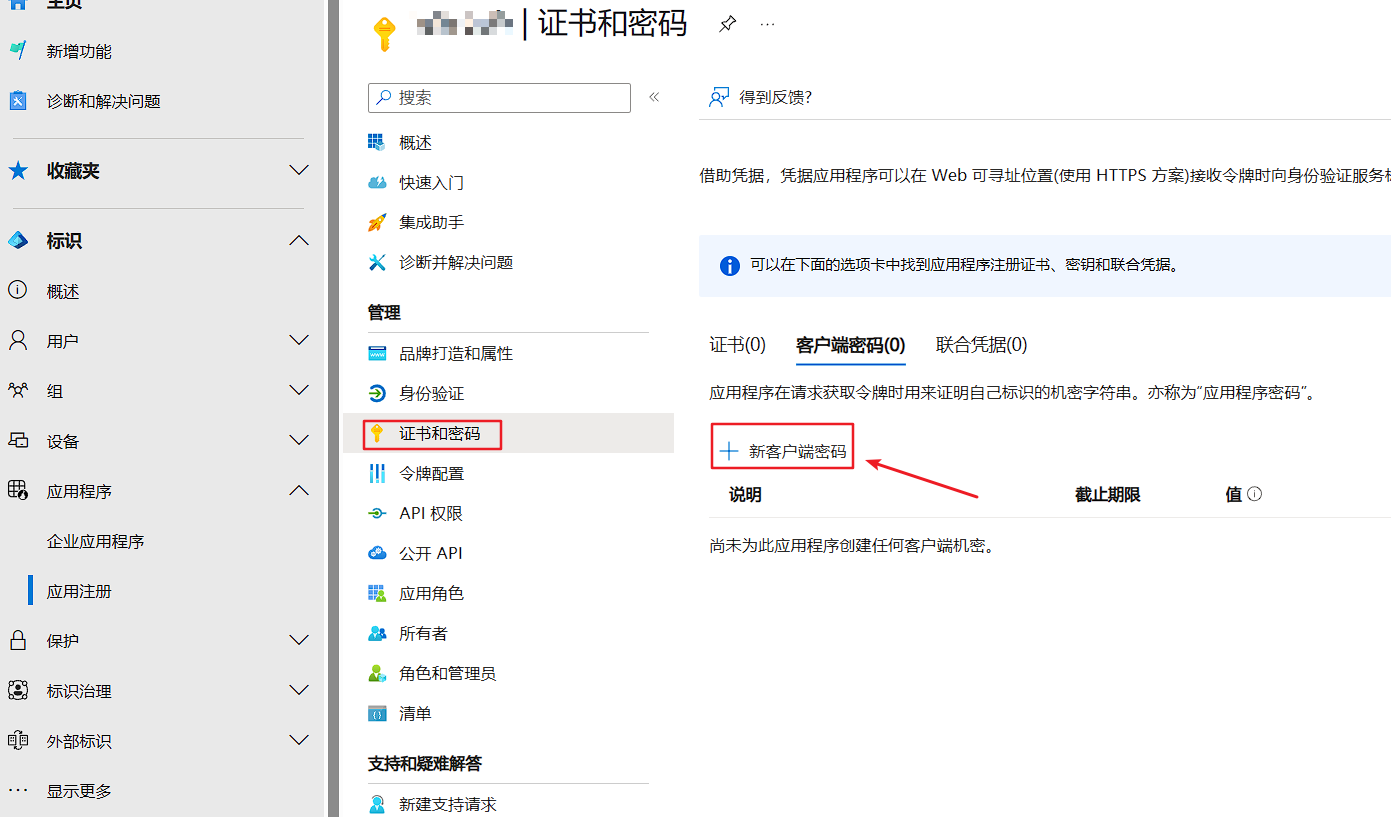 主页
新增功能
诊断和解决问题
收藏夹
标识
概述
用户
组
设备
应用程序
企业应用程序
应用注册
保护
标识治理
外部标识
显示更多
| 证书和密码
搜索
概述
快速入门
集成助手
诊断并解决问题
管理
品牌打造和属性
身份验证
证书和密码
令牌配置
API 权限
公开 API
应用角色
所有者
角色和管理员
清单
支持和疑难解答
新建支持请求
得到反馈?
借助凭据，凭据应用程序可以在 Web 可寻址位置(使用 HTTPS 方案)接收令牌时向身份验证服务
可以在下面的选项卡中找到应用程序注册证书、密钥和联合凭据。
证书(0) 客户端密码(0) 联合凭据(0)
应用程序在请求获取令牌时用来证明自己标识的机密字符串。亦称为“应用程序密码”。
新客户端密码
说明 截止期限 值
尚未为此应用程序创建任何客户端机密。